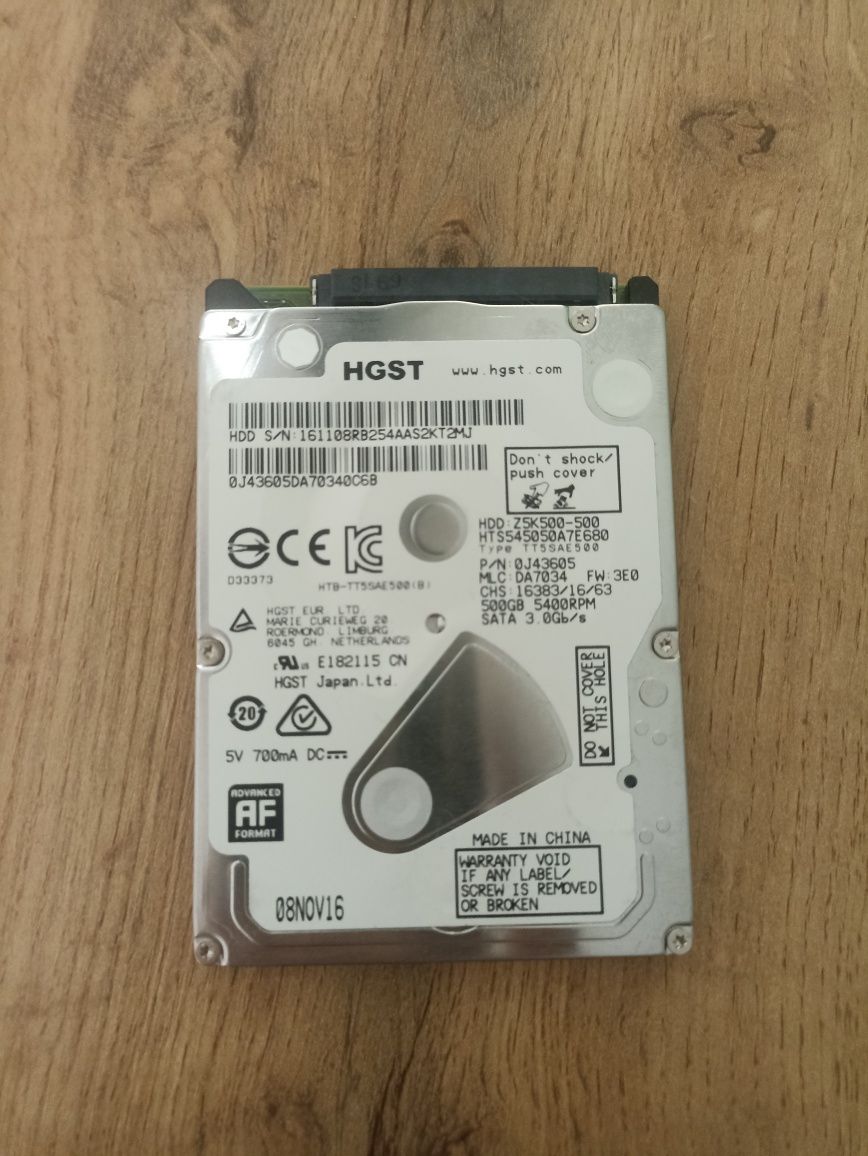 HGST www.hgst.com
HDD S/N:161108RB254AAS2KT2MJ
0J43605DA70340C6B
Don't shock/
push cover
HDD:Z5K500-500
HTS545050A7E680
Type TT5SAE500
P/N:0J43605
MLC:DA7034 FW:3E0
CHS:16383/16/63
500GB 5400RPM
SATA 3.0Gb/s
CE
D33373
HTB-TT5SAE500(B)
HGST EUR LTD
MARIE CURIEWEG 20
ROERMOND LIMBURG
6045 GH. NETHERLANDS
E182115 CN
HGST Japan.Ltd.
20
5V 700mA DC
DO NOT COVER
THIS HOLE
ADVANCED
AF
FORMAT
MADE IN CHINA
WARRANTY VOID
IF ANY LABEL/
SCREW IS REMOVED
OR BROKEN
08NOV16